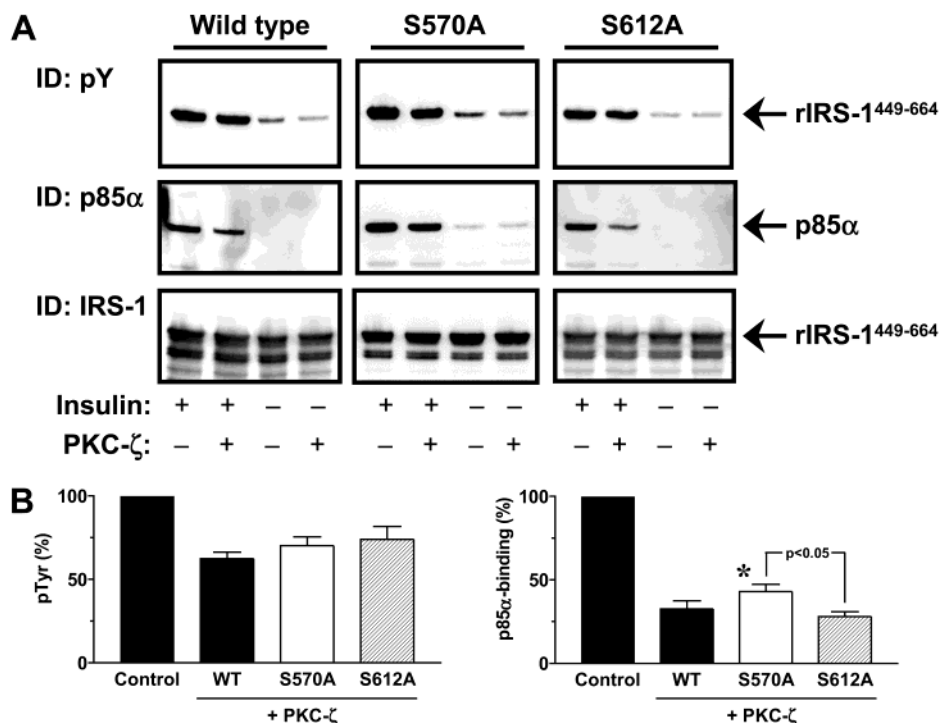 A
Wild type S570A S612A
ID: pY
rIRS-1449-664
ID: p85α
p85α
ID: IRS-1
rIRS-1449-664
Insulin: + + – – + + – – + + – –
PKC-ζ: – + – + – + – + – + – +
B
pTyr (%)
100
50
0
Control WT S570A S612A
+ PKC-ζ
p85α-binding (%)
100
50
0
* p<0.05
Control WT S570A S612A
+ PKC-ζ